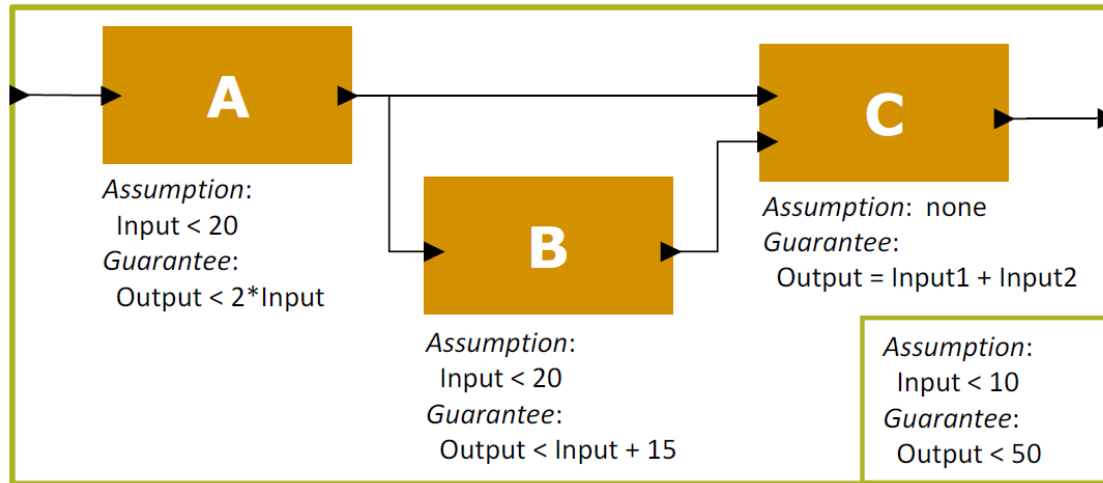 A
Assumption:
Input < 20
Guarantee:
Output < 2*Input
B
Assumption:
Input < 20
Guarantee:
Output < Input + 15
C
Assumption: none
Guarantee:
Output = Input1 + Input2
Assumption:
Input < 10
Guarantee:
Output < 50